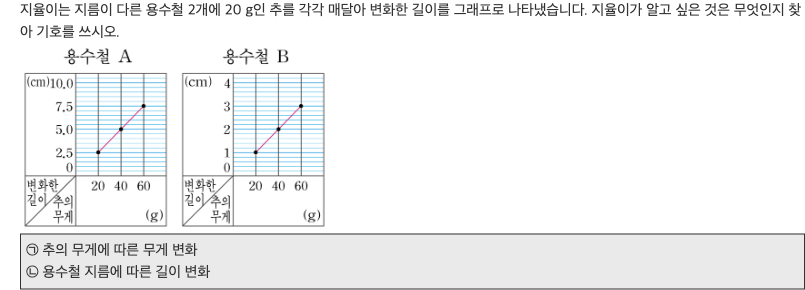 지율이는 지름이 다른 용수철 2개에 20 g인 추를 각각 매달아 변화한 길이를 그래프로 나타냈습니다. 지율이가 알고 싶은 것은 무엇인지 찾
아 기호를 쓰시오.
용수철 A
(cm) 10.0
7.5
5.0
2.5
0
변화한 길이
추의 무게
20 40 60
(g)
용수철 B
(cm) 4
3
2
1
0
변화한 길이
추의 무게
20 40 60
(g)
㉠ 추의 무게에 따른 무게 변화
㉡ 용수철 지름에 따른 길이 변화